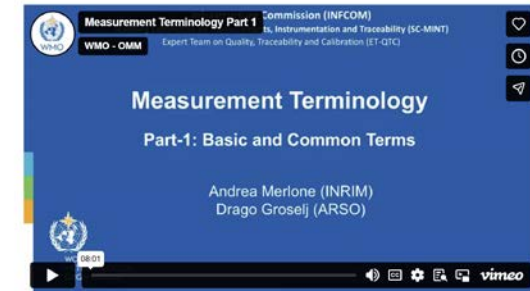 Measurement Terminology Part 1
WMO - OMM
WMO
Commission (INFCOM)
ts, Instrumentation and Traceability (SC-MINT)
Expert Team on Quality, Traceability and Calibration (ET-QTC)
Measurement Terminology
Part-1: Basic and Common Terms
Andrea Merlone (INRIM)
Drago Groselj (ARSO)
08:01
vimeo